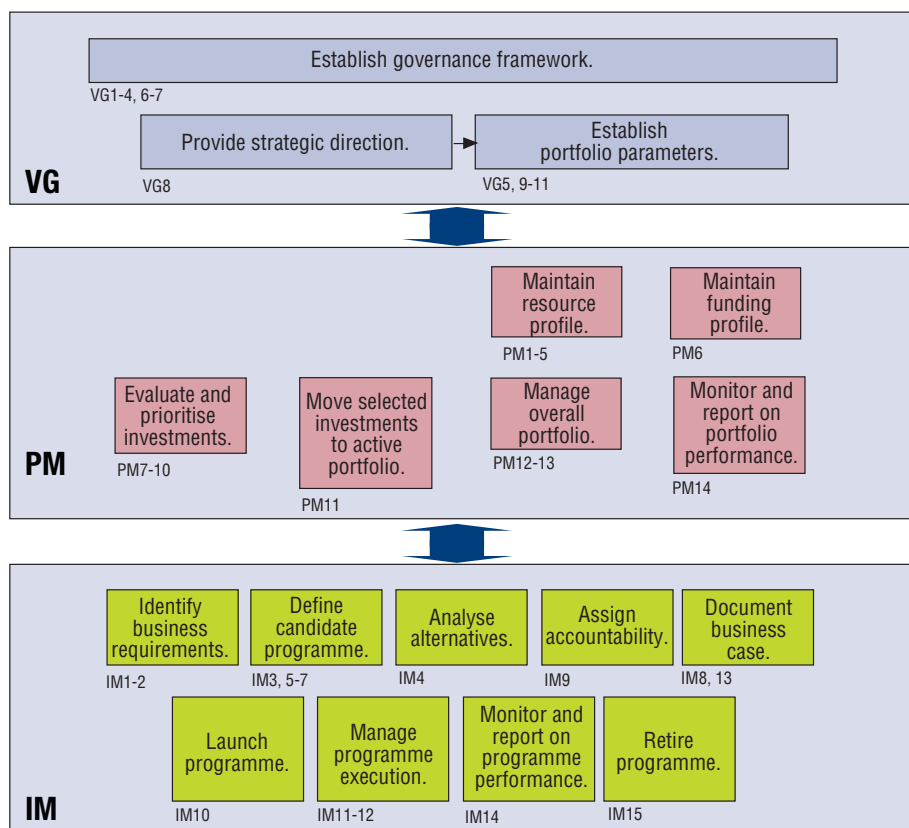 Establish governance framework.
VG1-4, 6-7
Provide strategic direction.
VG8
Establish
portfolio parameters.
VG5, 9-11
VG
Maintain
resource
profile.
PM1-5
Maintain
funding
profile.
PM6
Evaluate and
prioritise
investments.
PM7-10
Move selected
investments
to active
portfolio.
PM11
Manage
overall
portfolio.
PM12-13
Monitor and
report on
portfolio
performance.
PM14
PM
Identify
business
requirements.
IM1-2
Define
candidate
programme.
IM3, 5-7
Analyse
alternatives.
IM4
Assign
accountability.
IM9
Document
business
case.
IM8, 13
Launch
programme.
IM10
Manage
programme
execution.
IM11-12
Monitor and
report on
programme
performance.
IM14
Retire
programme.
IM15
IM